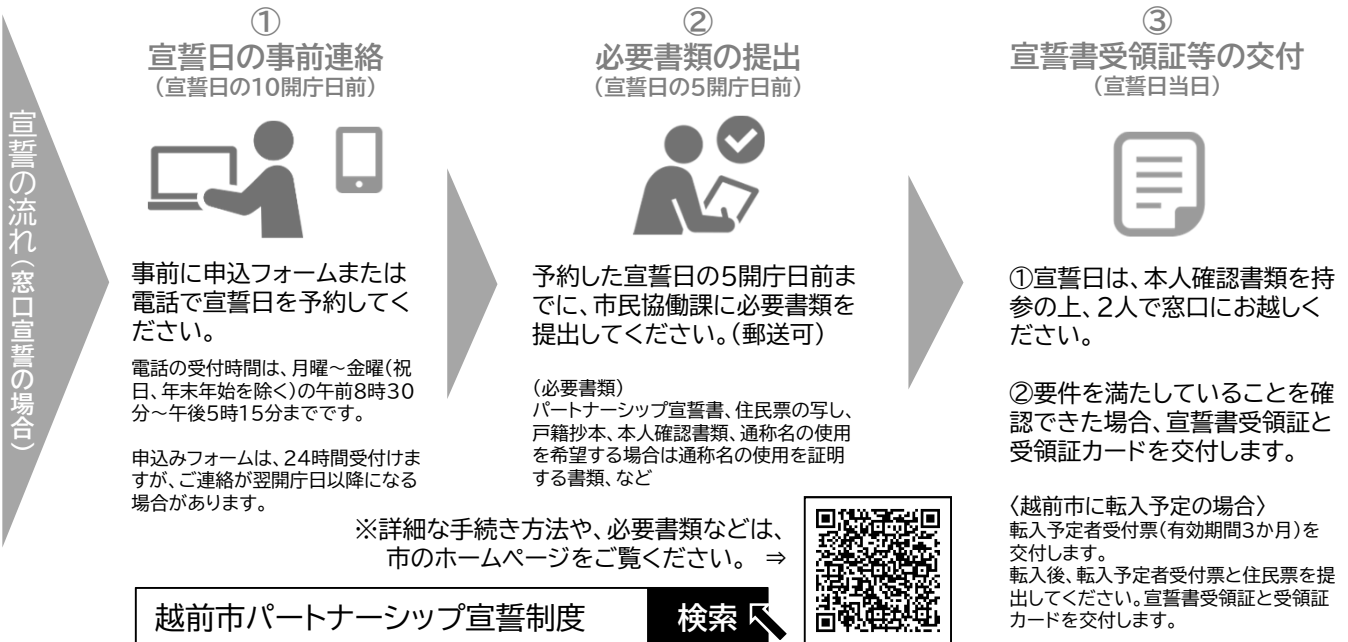 宣誓の流れ（窓口宣誓の場合）
①
宣誓日の事前連絡
（宣誓日の10開庁日前）
事前に申込フォームまたは
電話で宣誓日を予約してく
ださい。
電話の受付時間は、月曜～金曜（祝
日、年末年始を除く）の午前8時30
分～午後5時15分までです。
申込みフォームは、24時間受付けま
すが、ご連絡が翌開庁日以降になる
場合があります。
②
必要書類の提出
（宣誓日の5開庁日前）
予約した宣誓日の5開庁日前ま
でに、市民協働課に必要書類を
提出してください。（郵送可）
（必要書類）
パートナーシップ宣誓書、住民票の写し、
戸籍抄本、本人確認書類、通称名の使用
を希望する場合は通称名の使用を証明
する書類、など
③
宣誓書受領証等の交付
（宣誓日当日）
①宣誓日は、本人確認書類を持
参の上、2人で窓口にお越しく
ださい。
②要件を満たしていることを確
認できた場合、宣誓書受領証と
受領証カードを交付します。
〈越前市に転入予定の場合〉
転入予定者受付票（有効期間3か月）を
交付します。
転入後、転入予定者受付票と住民票を提
出してください。宣誓書受領証と受領証
カードを交付します。
※詳細な手続き方法や、必要書類などは、
市のホームページをご覧ください。 ⇒
越前市パートナーシップ宣誓制度 検索